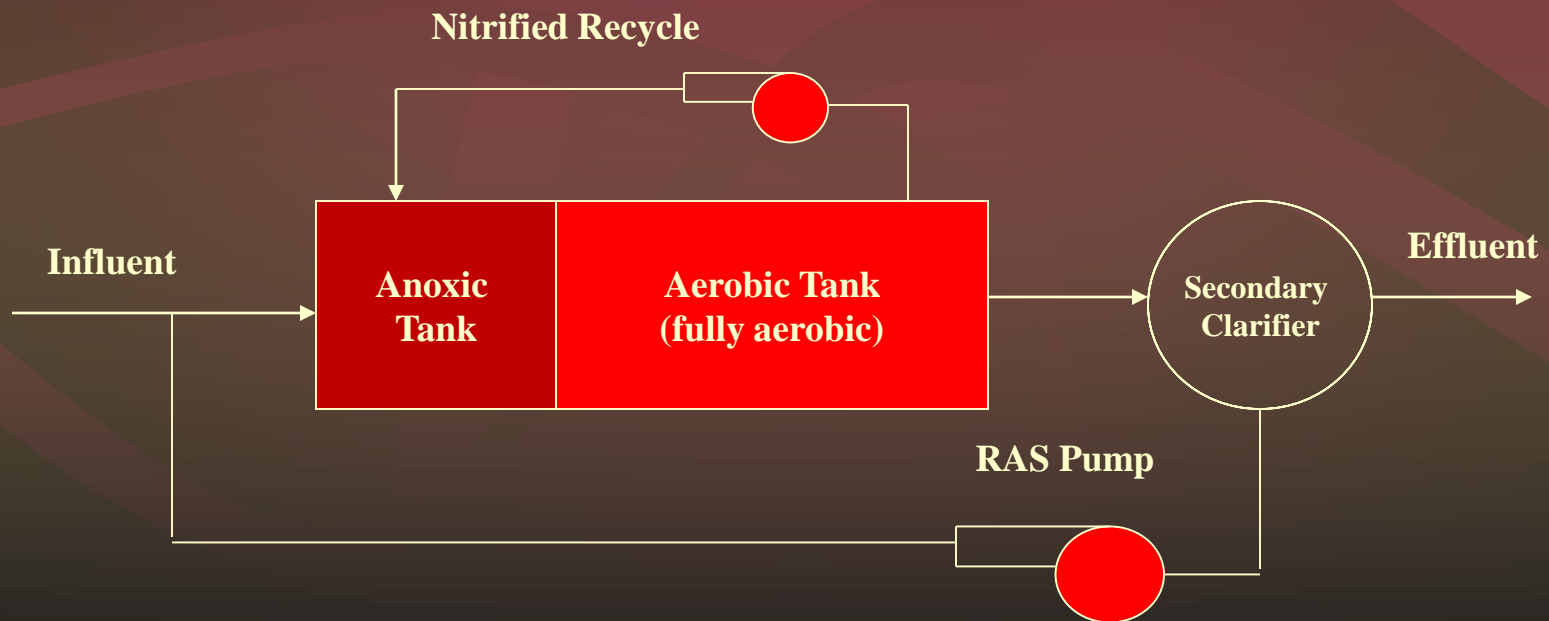 Nitrified Recycle
Influent
Anoxic
Tank
Aerobic Tank
(fully aerobic)
Secondary
Clarifier
Effluent
RAS Pump